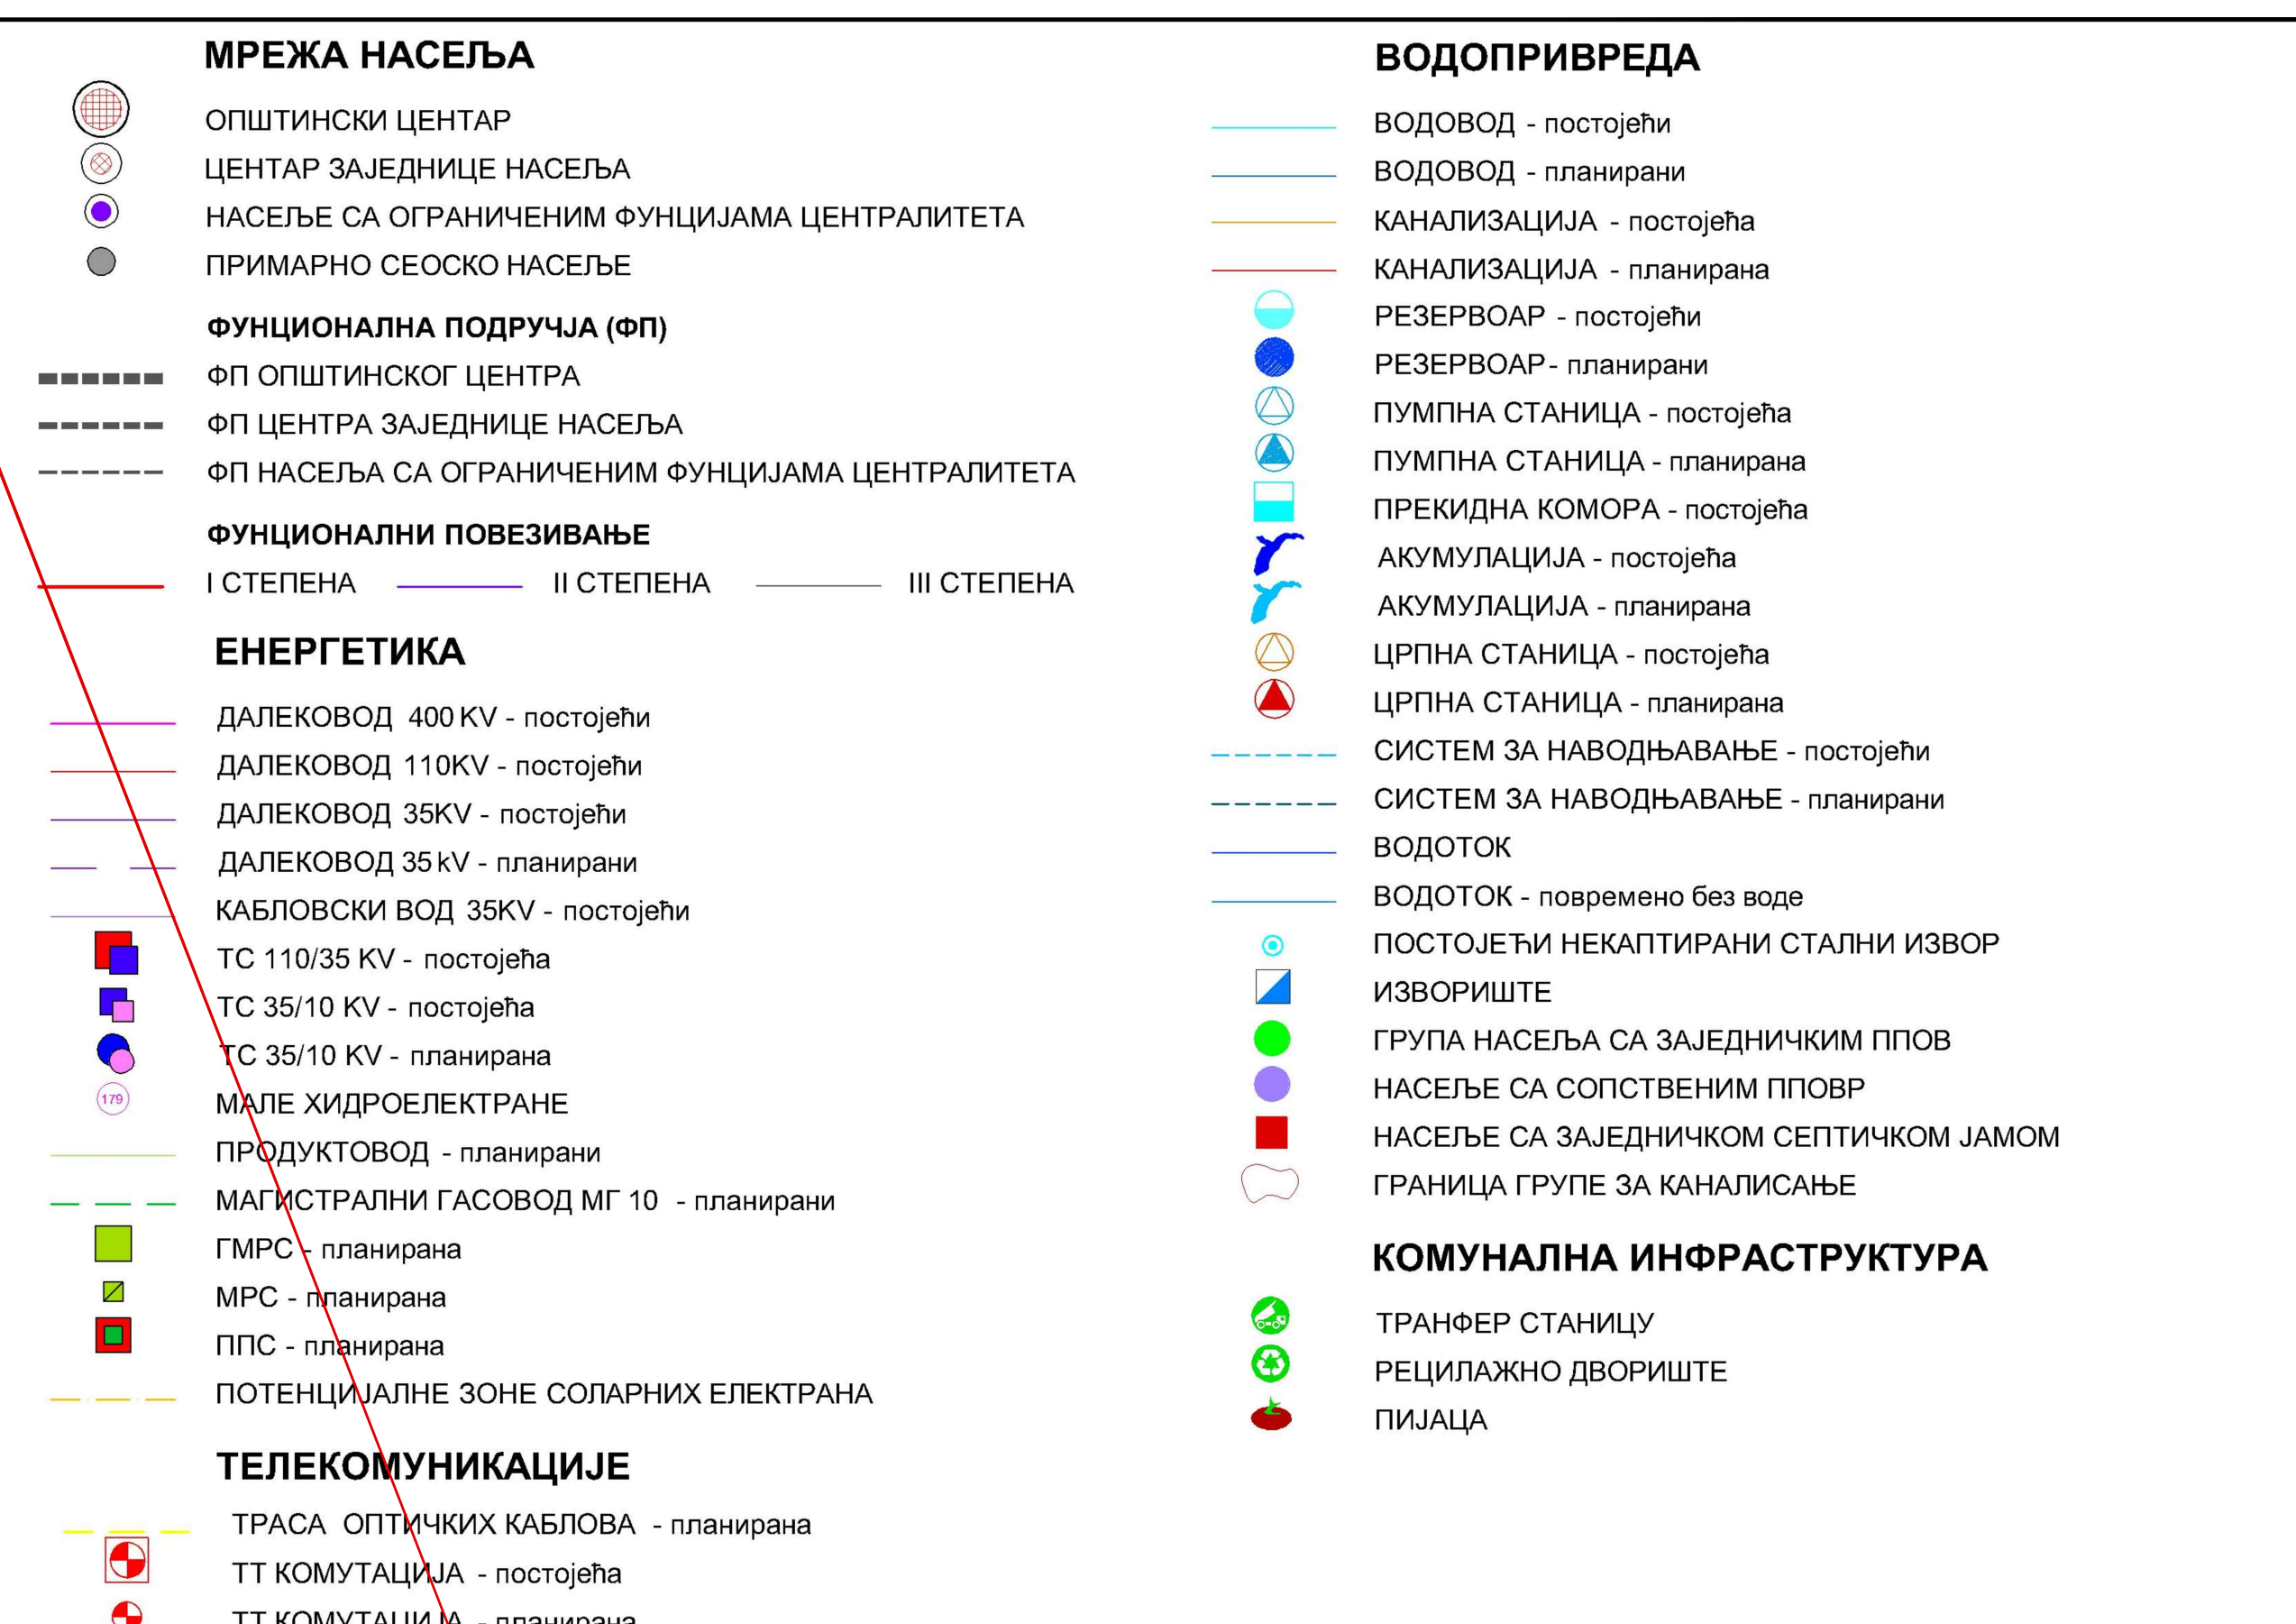 МРЕЖА НАСЕЉА
ОПШТИНСКИ ЦЕНТАР
ЦЕНТАР ЗАЈЕДНИЦЕ НАСЕЉА
НАСЕЉЕ СА ОГРАНИЧЕНИМ ФУНЦИЈАМА ЦЕНТРАЛИТЕТА
ПРИМАРНО СЕОСКО НАСЕЉЕ
ФУНЦИОНАЛНА ПОДРУЧЈА (ФП)
ФП ОПШТИНСКОГ ЦЕНТРА
ФП ЦЕНТРА ЗАЈЕДНИЦЕ НАСЕЉА
ФП НАСЕЉА СА ОГРАНИЧЕНИМ ФУНЦИЈАМА ЦЕНТРАЛИТЕТА
ФУНЦИОНАЛНИ ПОВЕЗИВАЊЕ
I СТЕПЕНА II СТЕПЕНА III СТЕПЕНА
ЕНЕРГЕТИКА
ДАЛЕКОВОД 400 KV - постојећи
ДАЛЕКОВОД 110KV - постојећи
ДАЛЕКОВОД 35KV - постојећи
ДАЛЕКОВОД 35 kV - планирани
КАБЛОВСКИ ВОД 35KV - постојећи
ТС 110/35 KV - постојећа
ТС 35/10 KV - постојећа
ТС 35/10 KV - планирана
179 МАЛЕ ХИДРОЕЛЕКТРАНЕ
ПРОДУКТОВОД - планирани
МАГИСТРАЛНИ ГАСОВОД МГ 10 - планирани
ГМРС - планирана
МРС - планирана
ППС - планирана
ПОТЕНЦИЈАЛНЕ ЗОНЕ СОЛАРНИХ ЕЛЕКТРАНА
ТЕЛЕКОМУНИКАЦИЈЕ
ТРАСА ОПТИЧКИХ КАБЛОВА - планирана
ТТ КОМУТАЦИЈА - постојећа
ТТ КОМУТАЦИЈА - планирана
ВОДОПРИВРЕДА
ВОДОВОД - постојећи
ВОДОВОД - планирани
КАНАЛИЗАЦИЈА - постојећа
КАНАЛИЗАЦИЈА - планирана
РЕЗЕРВОАР - постојећи
РЕЗЕРВОАР - планирани
ПУМПНА СТАНИЦА - постојећа
ПУМПНА СТАНИЦА - планирана
ПРЕКИДНА КОМОРА - постојећа
АКУМУЛАЦИЈА - постојећа
АКУМУЛАЦИЈА - планирана
ЦРПНА СТАНИЦА - постојећа
ЦРПНА СТАНИЦА - планирана
СИСТЕМ ЗА НАВОДЊАВАЊЕ - постојећи
СИСТЕМ ЗА НАВОДЊАВАЊЕ - планирани
ВОДОТОК
ВОДОТОК - повремено без воде
ПОСТОЈЕЋИ НЕКАПТИРАНИ СТАЛНИ ИЗВОР
ИЗВОРИШТЕ
ГРУПА НАСЕЉА СА ЗАЈЕДНИЧКИМ ППОВ
НАСЕЉЕ СА СОПСТВЕНИМ ППОВР
НАСЕЉЕ СА ЗАЈЕДНИЧКОМ СЕПТИЧКОМ ЈАМОМ
ГРАНИЦА ГРУПЕ ЗА КАНАЛИСАЊЕ
КОМУНАЛНА ИНФРАСТРУКТУРА
ТРАНФЕР СТАНИЦУ
РЕЦИЛАЖНО ДВОРИШТЕ
ПИЈАЦА